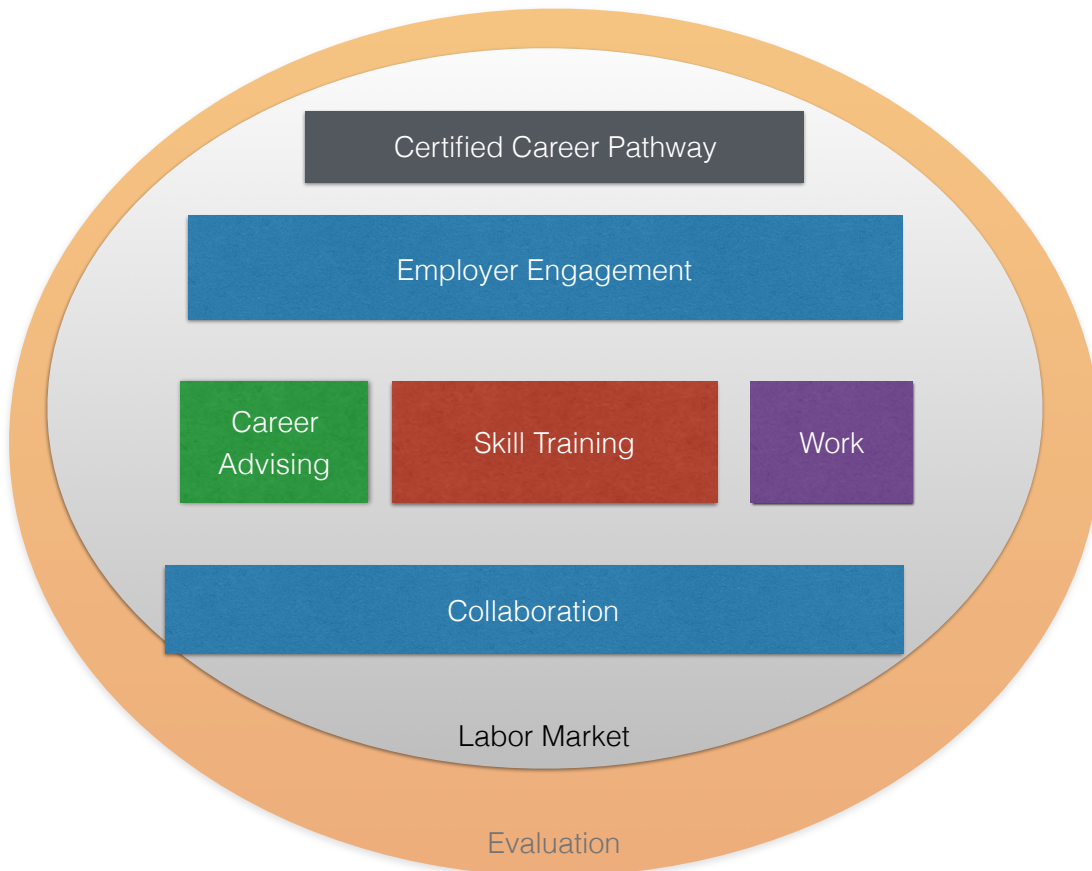 Certified Career Pathway
Employer Engagement
Career
Advising
Skill Training
Work
Collaboration
Labor Market
Evaluation